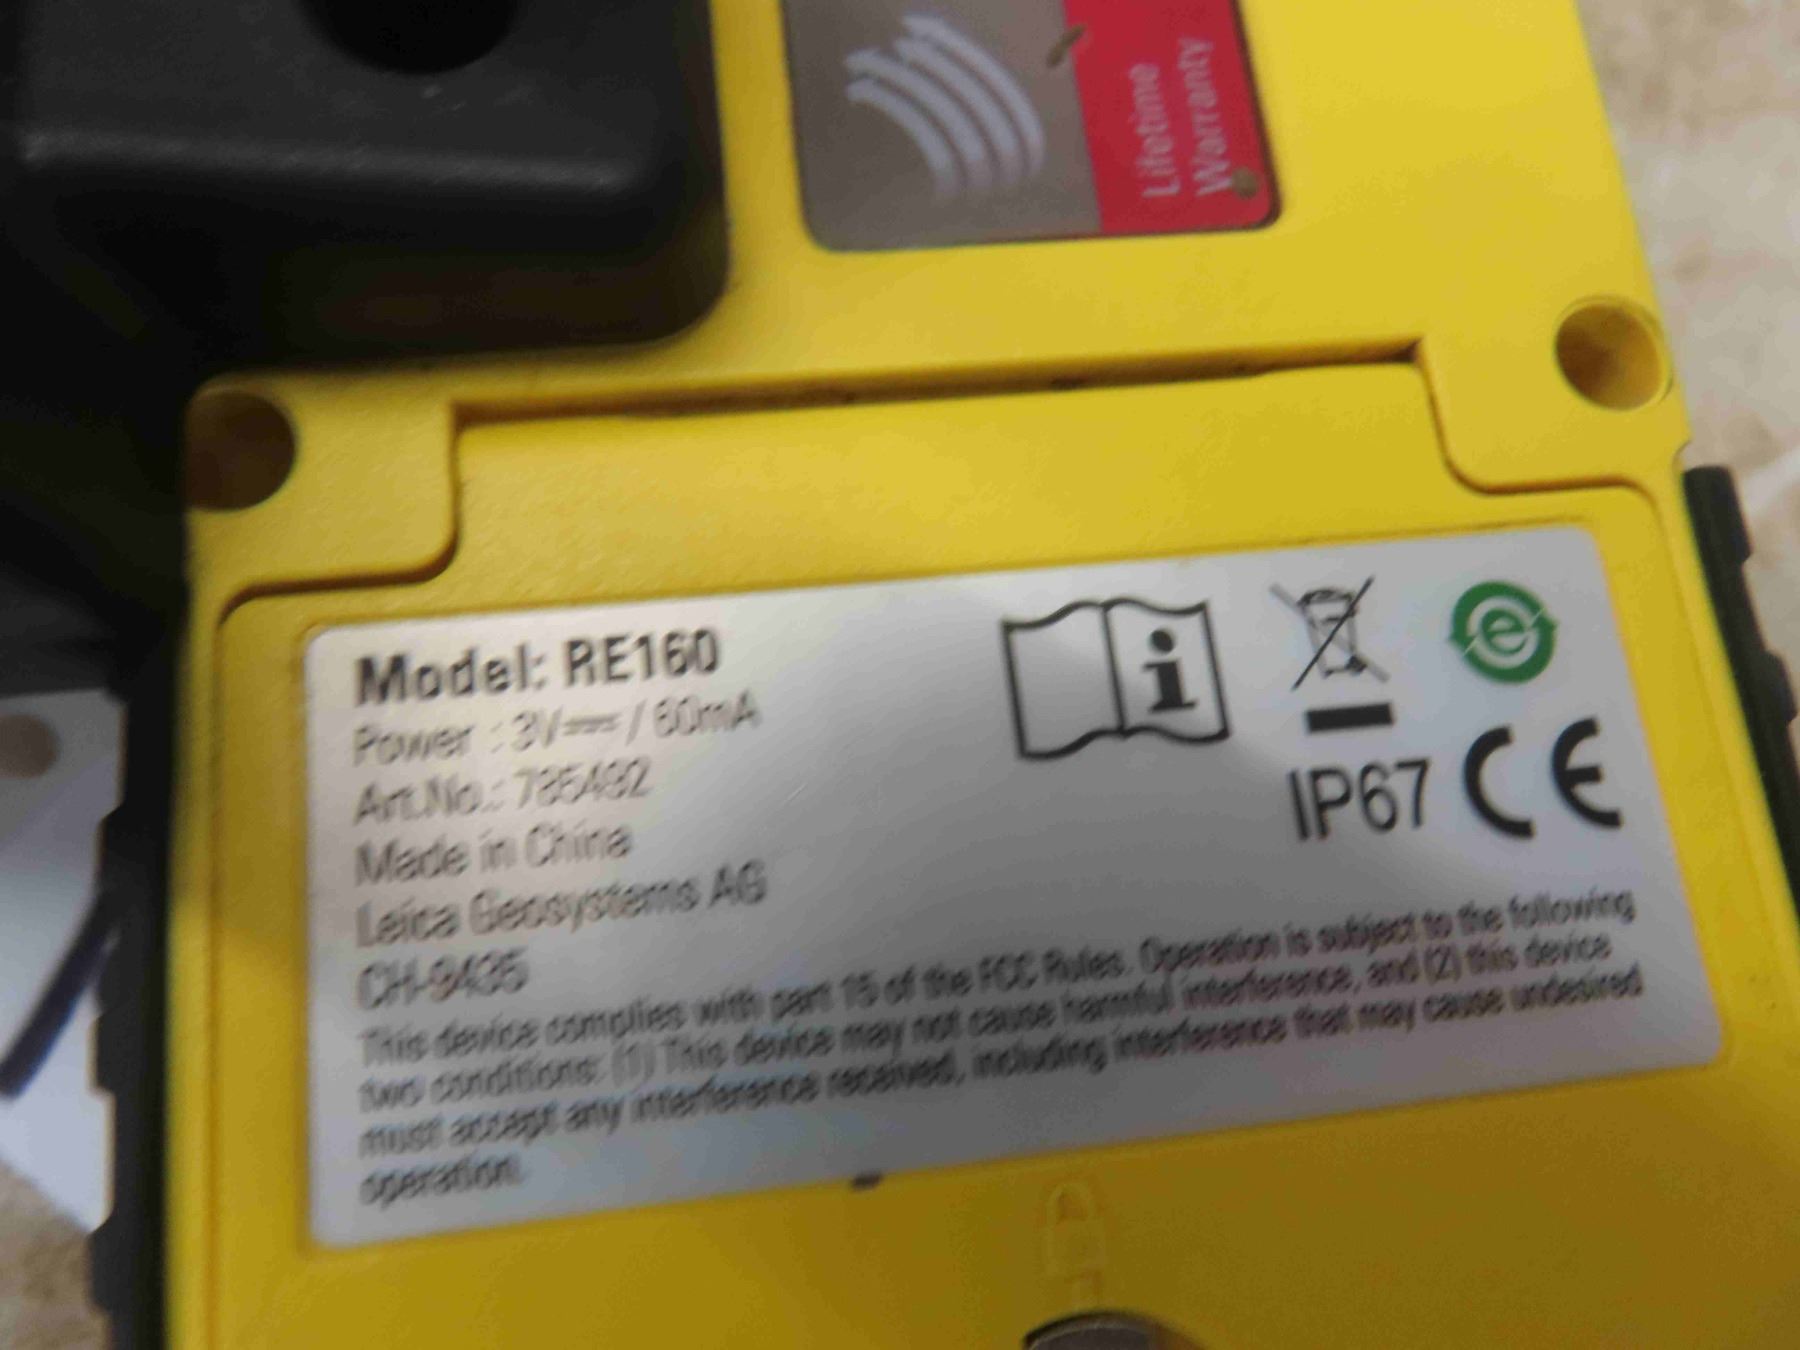 Lifetime
Warranty
Model: RE160
Power : 3V / 60mA
Art.No.: 785492
Made in China
Leica Geosystems AG
CH-9435
This device complies with part 15 of the FCC Rules. Operation is subject to the following
two conditions: (1) This device may not cause harmful interference, and (2) this device
must accept any interference received, including interference that may cause undesired
operation.
i
e
IP67 CE